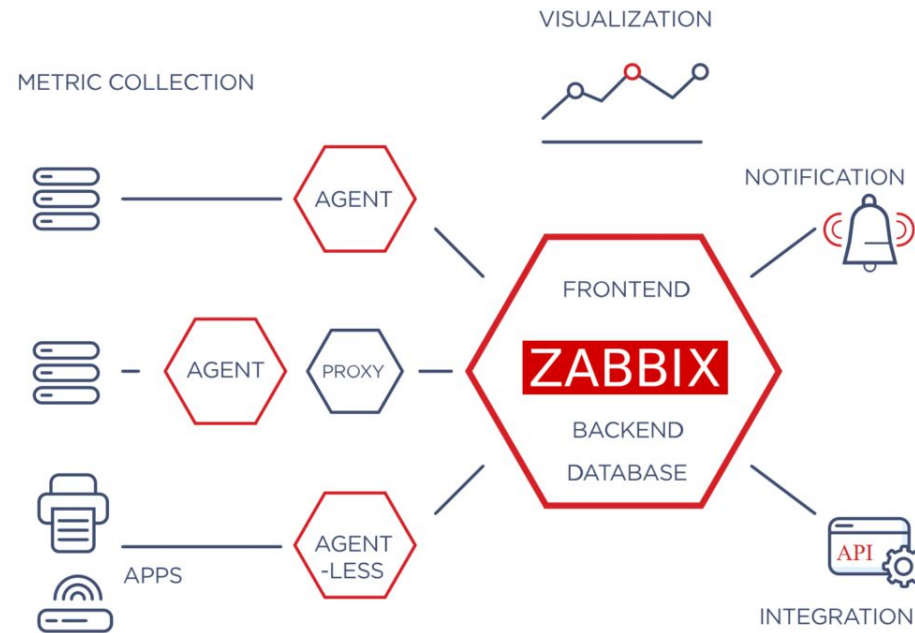 VISUALIZATION
METRIC COLLECTION
AGENT
NOTIFICATION
FRONTEND
AGENT
PROXY
ZABBIX
BACKEND
DATABASE
AGENT
-LESS
APPS
API
INTEGRATION